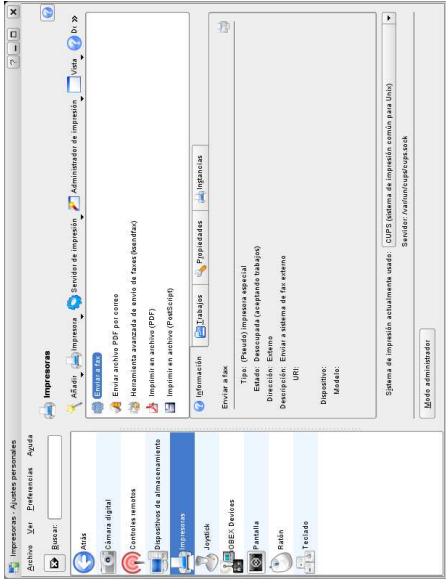 Impresoras - Ajustes personales
Archivo Ver Preferencias Ayuda
Buscar:
Atrás
Cámara digital
Controles remotos
Dispositivos de almacenamiento
Impresoras
Joystick
OBEX Devices
Pantalla
Ratón
Teclado
Impresoras
Añadir Impresora Servidor de impresión Administrador de impresión Vista
Enviar a fax
Enviar archivo PDF por correo
Herramienta avanzada de envío de faxes (ksendfax)
Imprimir en archivo (PDF)
Imprimir en archivo (PostScript)
Información Trabajos Propiedades Instancias
Enviar a fax
Tipo: (Pseudo) impresora especial
Estado: Desocupada (aceptando trabajos)
Dirección: Externo
Descripción: Enviar a sistema de fax externo
URI:
Dispositivo:
Modelo:
Sistema de impresión actualmente usado: CUPS (sistema de impresión común para Unix)
Servidor: /var/run/cups/cups.sock
Modo administrador